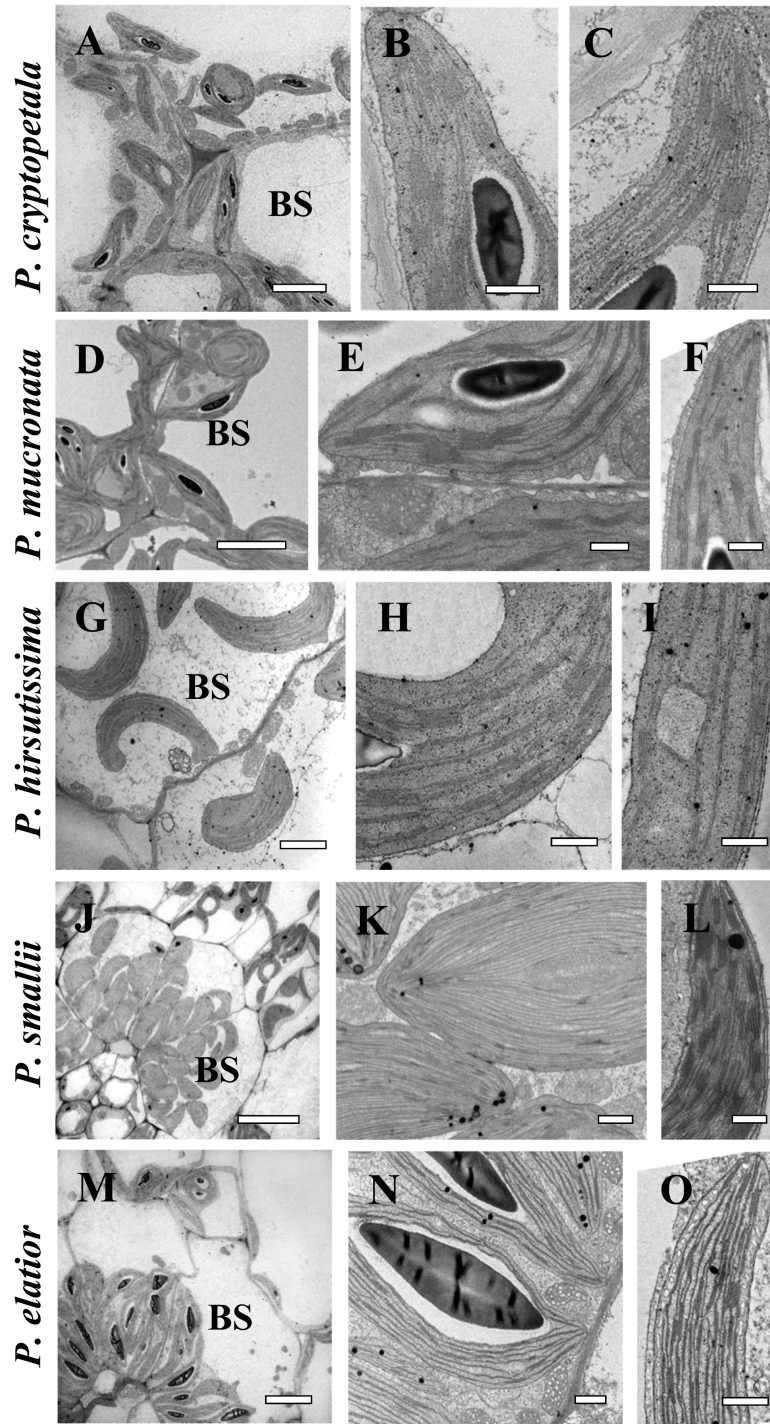 P. cryptopetala
A
BS
B
C
P. mucronata
D
BS
E
F
P. hirsutissima
G
BS
H
I
P. smallii
J
BS
K
L
P. elatior
M
BS
N
O